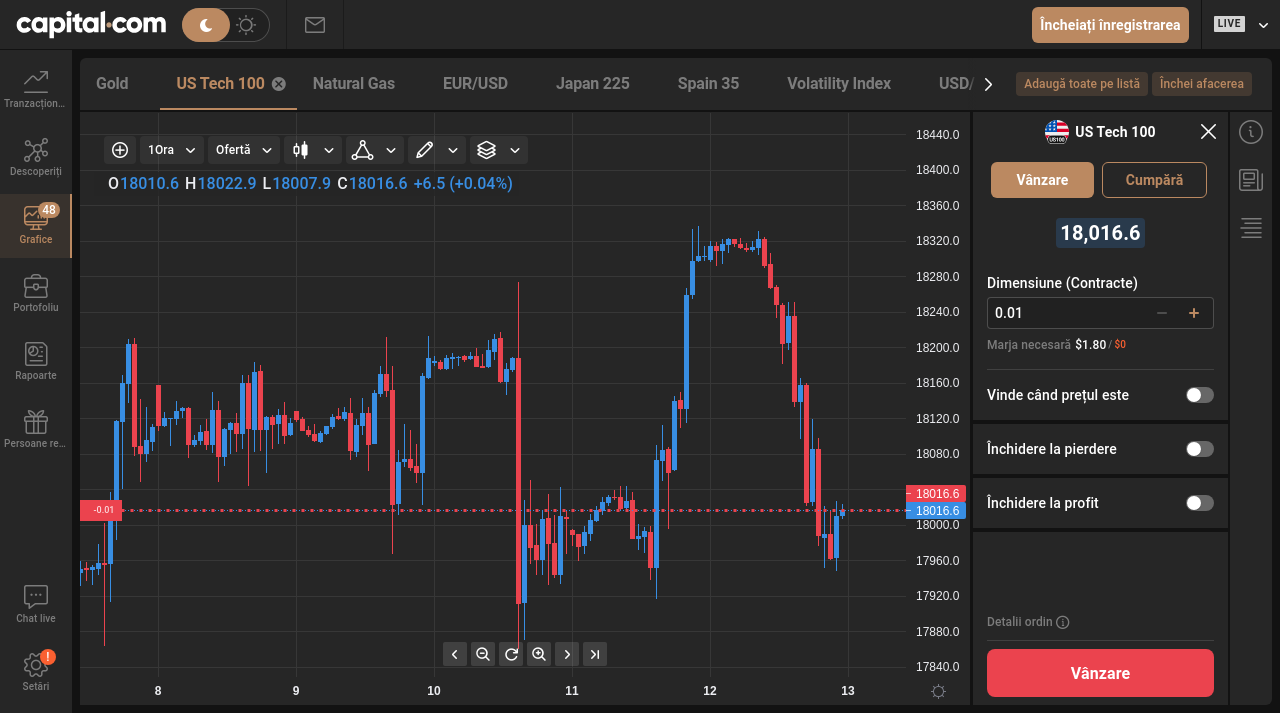 capital.com
Încheiați înregistrarea
LIVE
Tranzacțion...
Descoperiți
48
Grafice
Portofoliu
Rapoarte
Persoane re...
Chat live
!
Setări
Gold
US Tech 100
Natural Gas
EUR/USD
Japan 225
Spain 35
Volatility Index
USD/
Adaugă toate pe listă
Închei afacerea
1Ora
Ofertă
O18010.6 H18022.9 L18007.9 C18016.6 +6.5 (+0.04%)
18440.0
18400.0
18360.0
18320.0
18280.0
18240.0
18200.0
18160.0
18120.0
18080.0
18016.6
-0.01
18016.6
18000.0
17960.0
17920.0
17880.0
17840.0
8
9
10
11
12
13
US100
US Tech 100
Vânzare
Cumpără
18,016.6
Dimensiune (Contracte)
0.01
Marja necesară $1.80 / $0
Vinde când prețul este
Închidere la pierdere
Închidere la profit
Detalii ordin
Vânzare